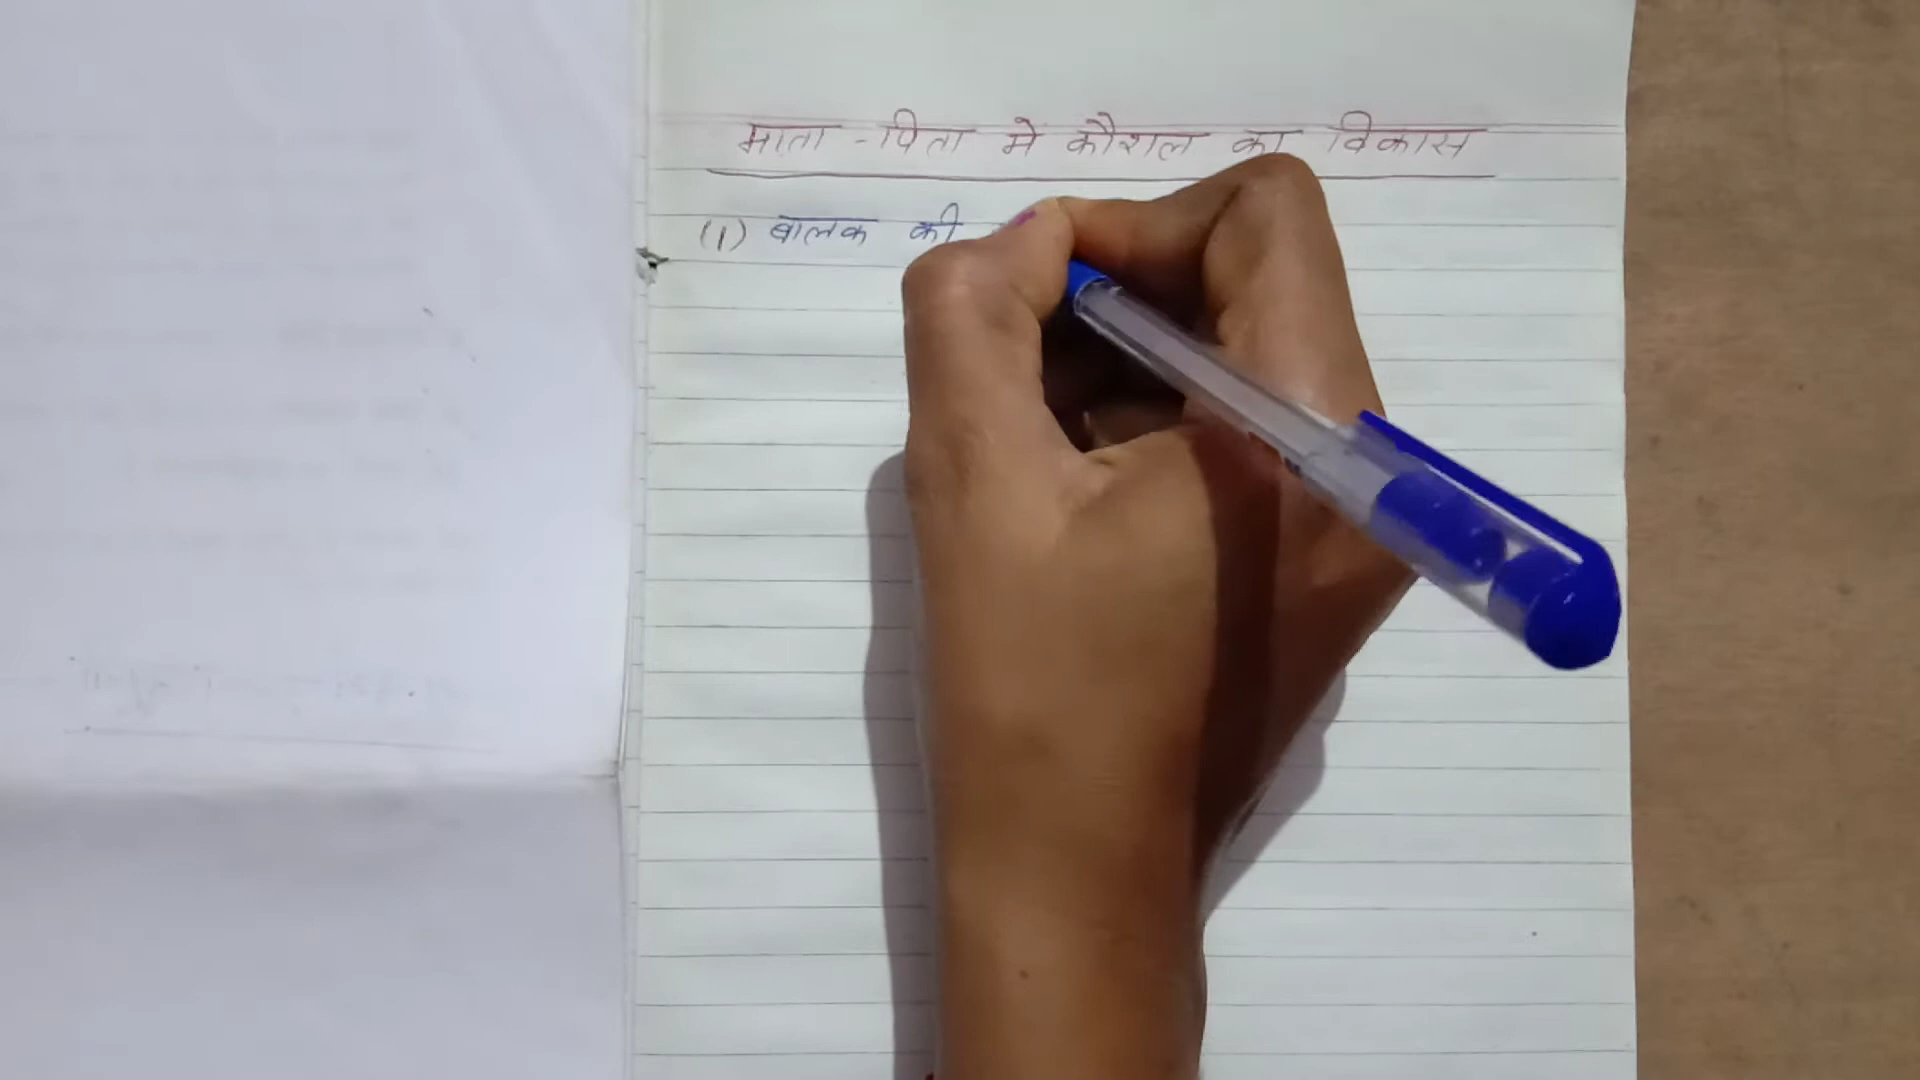 माता - पिता मे कौशल का विकास
(1) बालक की